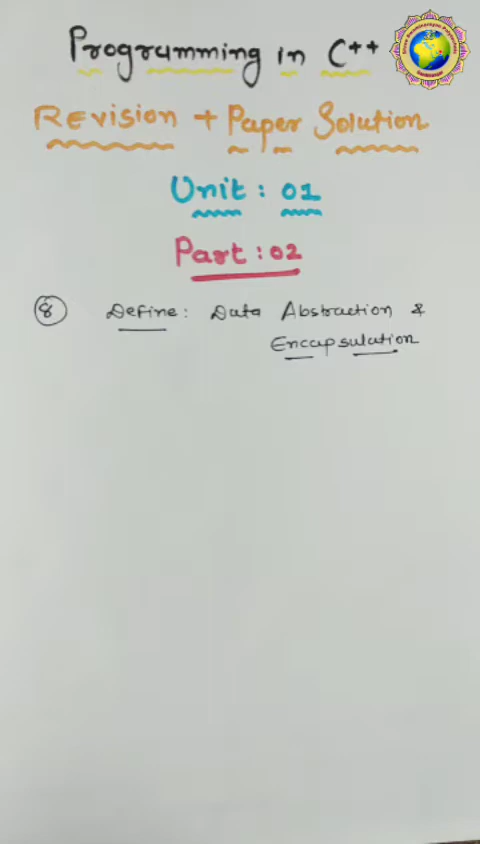 Programming in C++
Revision + Paper Solution
Unit : 01
Part : 02
8 Define : Data Abstraction &
Encapsulation